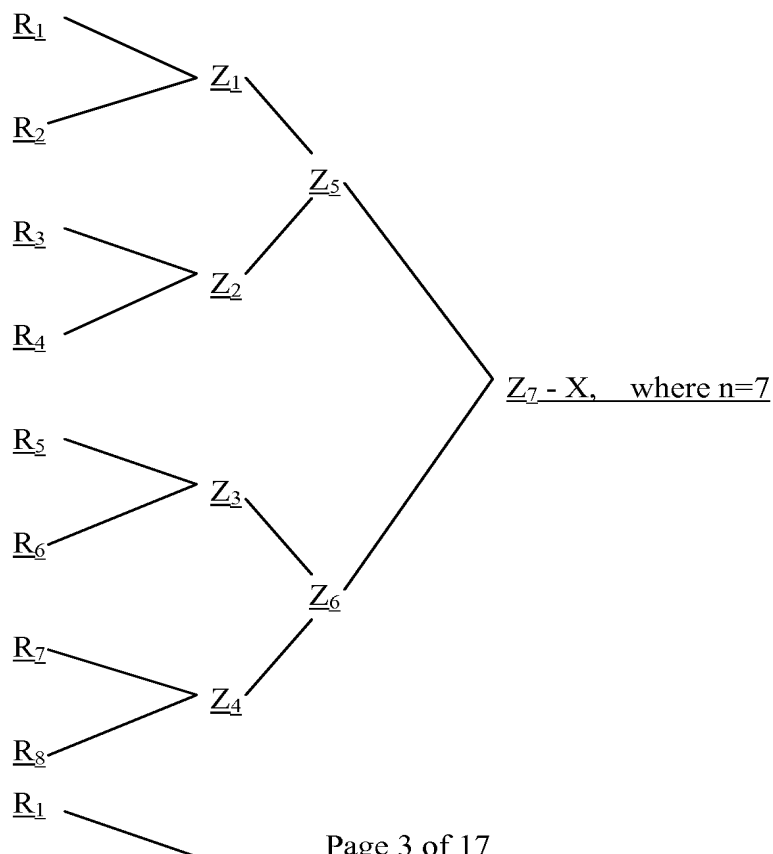 R1
Z1
R2
Z5
R3
Z2
R4
Z7 - X, where n=7
R5
Z3
R6
Z6
R7
Z4
R8
R1
Page 3 of 17